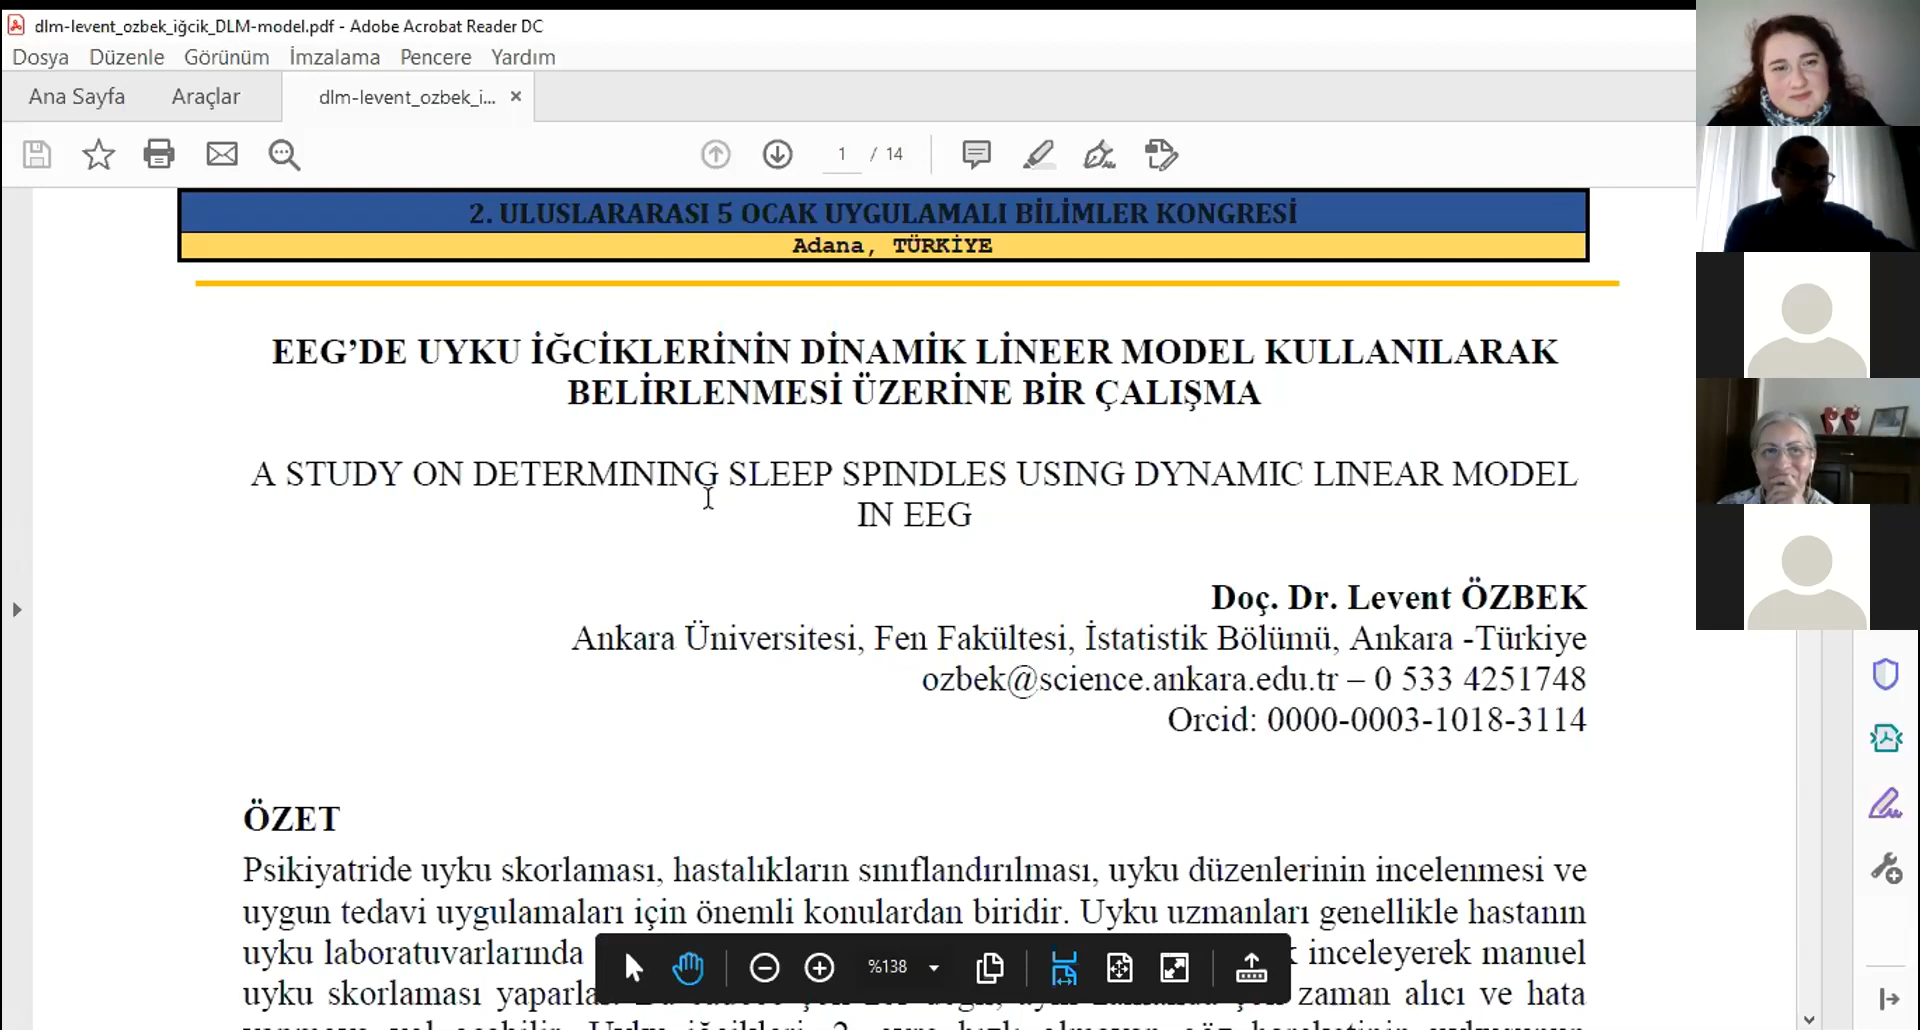 dlm-levent_ozbek_iğcik_DLM-model.pdf - Adobe Acrobat Reader DC
Dosya Düzenle Görünüm İmzalama Pencere Yardım
Ana Sayfa Araçlar dlm-levent_ozbek_i... ×
1 / 14
2. ULUSLARARASI 5 OCAK UYGULAMALI BİLİMLER KONGRESİ
Adana, TÜRKİYE
EEG’DE UYKU İĞCİKLERİNİN DİNAMİK LİNEER MODEL KULLANILARAK
BELİRLENMESİ ÜZERİNE BİR ÇALIŞMA
A STUDY ON DETERMINING SLEEP SPINDLES USING DYNAMIC LINEAR MODEL
IN EEG
Doç. Dr. Levent ÖZBEK
Ankara Üniversitesi, Fen Fakültesi, İstatistik Bölümü, Ankara -Türkiye
ozbek@science.ankara.edu.tr – 0 533 4251748
Orcid: 0000-0003-1018-3114
ÖZET
Psikiyatride uyku skorlaması, hastalıkların sınıflandırılması, uyku düzenlerinin incelenmesi ve
uygun tedavi uygulamaları için önemli konulardan biridir. Uyku uzmanları genellikle hastanın
uyku laboratuvarlarında inceleyerek manuel
uyku skorlaması zaman alıcı ve hata
%138